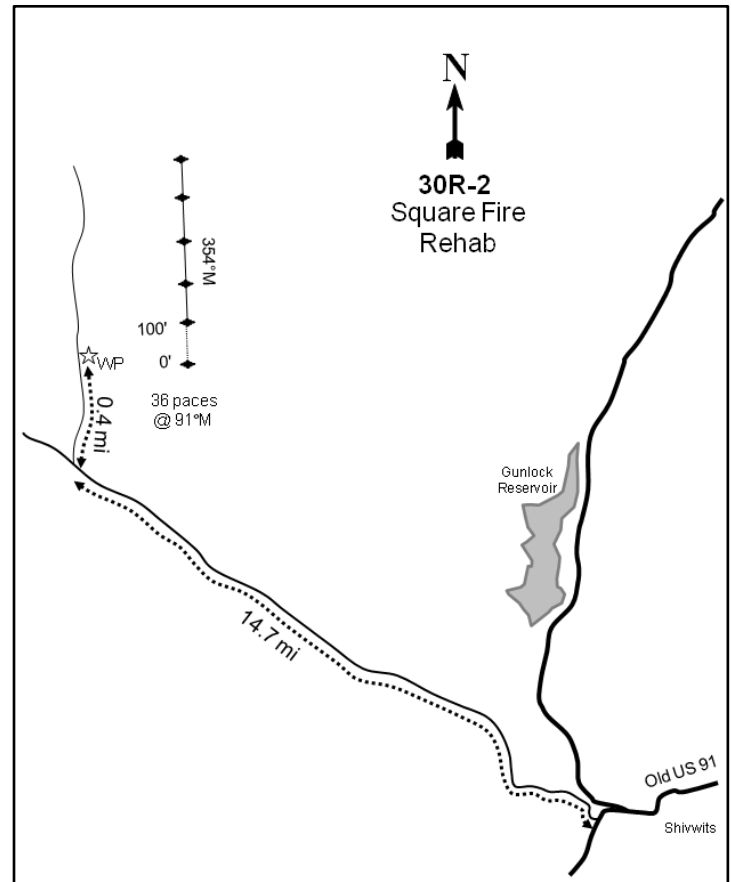 N
30R-2
Square Fire
Rehab
354°M
100'
0'
WP
36 paces
@ 91°M
0.4 mi
Gunlock
Reservoir
14.7 mi
Old US 91
Shivwits